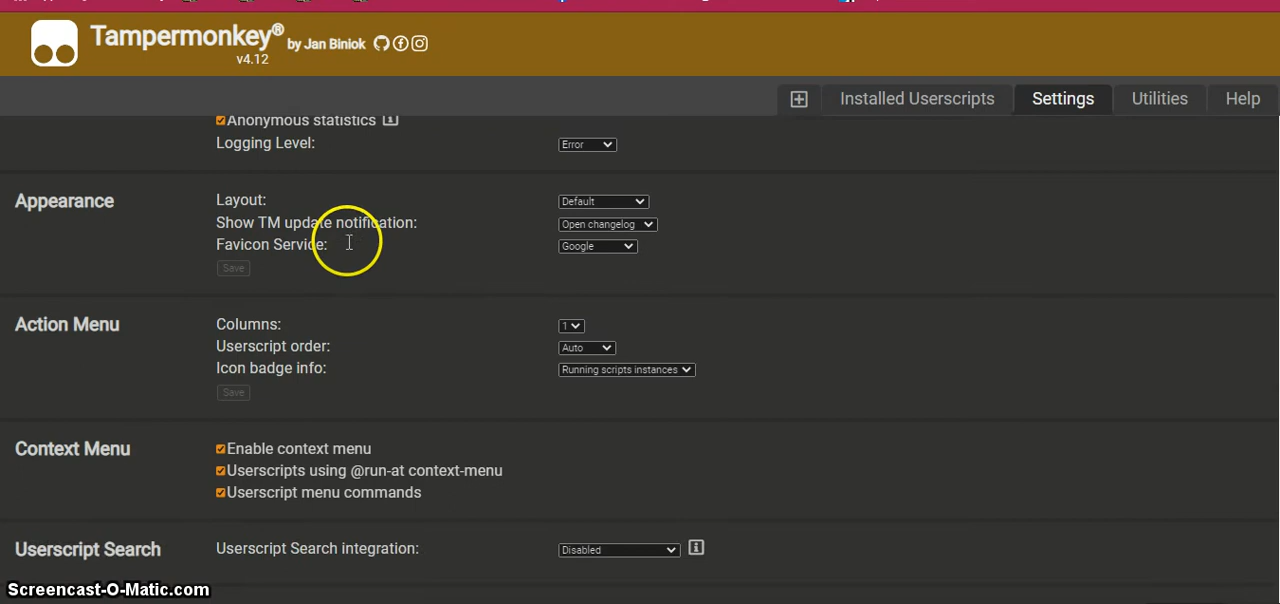 Tampermonkey® by Jan Biniok
v4.12
Installed Userscripts Settings Utilities Help
Anonymous statistics
Logging Level: Error
Appearance Layout: Default
Show TM update notification: Open changelog
Favicon Service: Google
Save
Action Menu Columns: 1
Userscript order: Auto
Icon badge info: Running scripts instances
Save
Context Menu Enable context menu
Userscripts using @run-at context-menu
Userscript menu commands
Userscript Search Userscript Search integration: Disabled
Screencast-O-Matic.com